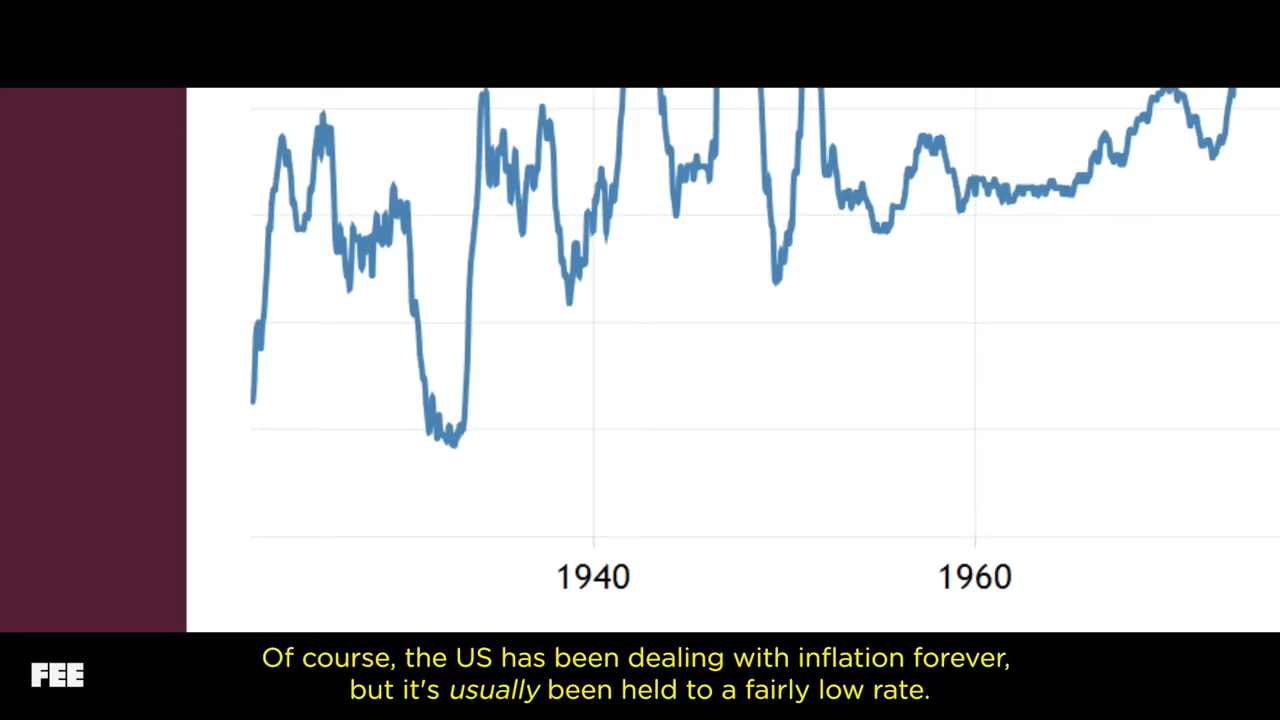 1940 1960
FEE
Of course, the US has been dealing with inflation forever,
but it's usually been held to a fairly low rate.